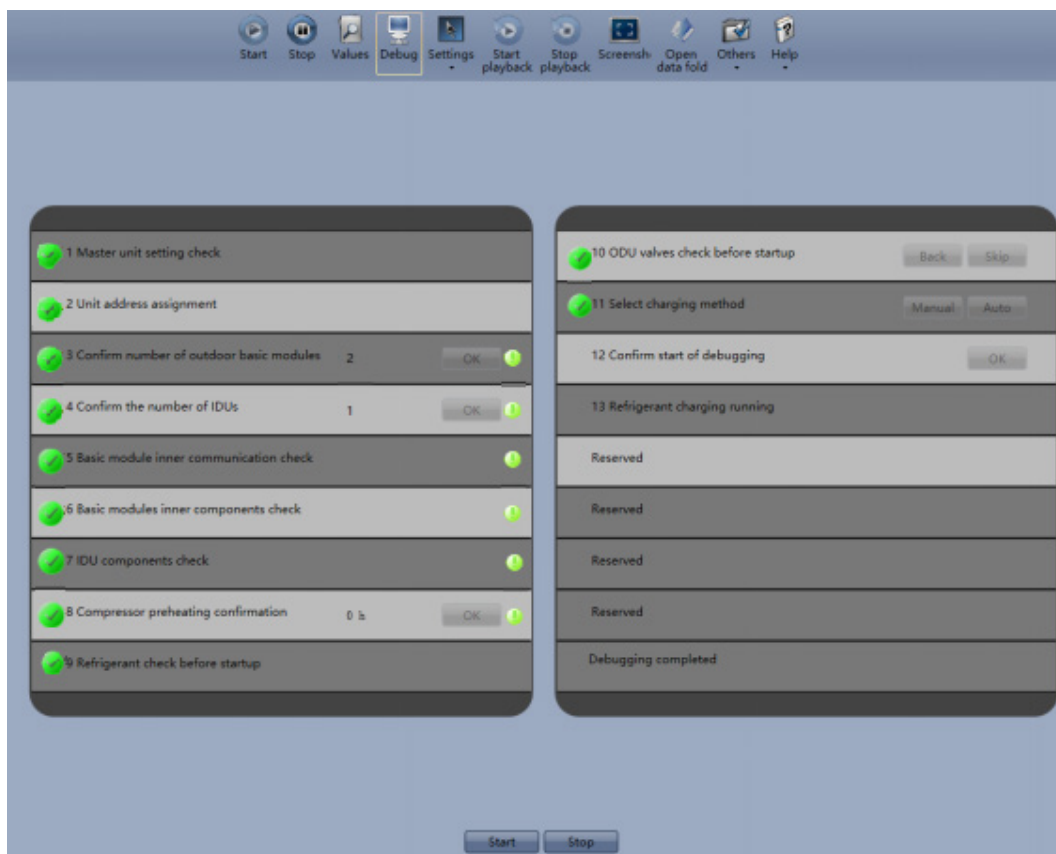 Start
Stop
Values
Debug
Settings
Start
playback
Stop
playback
Screensh
Open
data fold
Others
Help
1 Master unit setting check
2 Unit address assignment
3 Confirm number of outdoor basic modules 2 OK
4 Confirm the number of IDUs 1 OK
5 Basic module inner communication check
6 Basic modules inner components check
7 IDU components check
8 Compressor preheating confirmation 0 h OK
9 Refrigerant check before startup
10 ODU valves check before startup Back Skip
11 Select charging method Manual Auto
12 Confirm start of debugging OK
13 Refrigerant charging running
Reserved
Reserved
Reserved
Reserved
Debugging completed
Start Stop